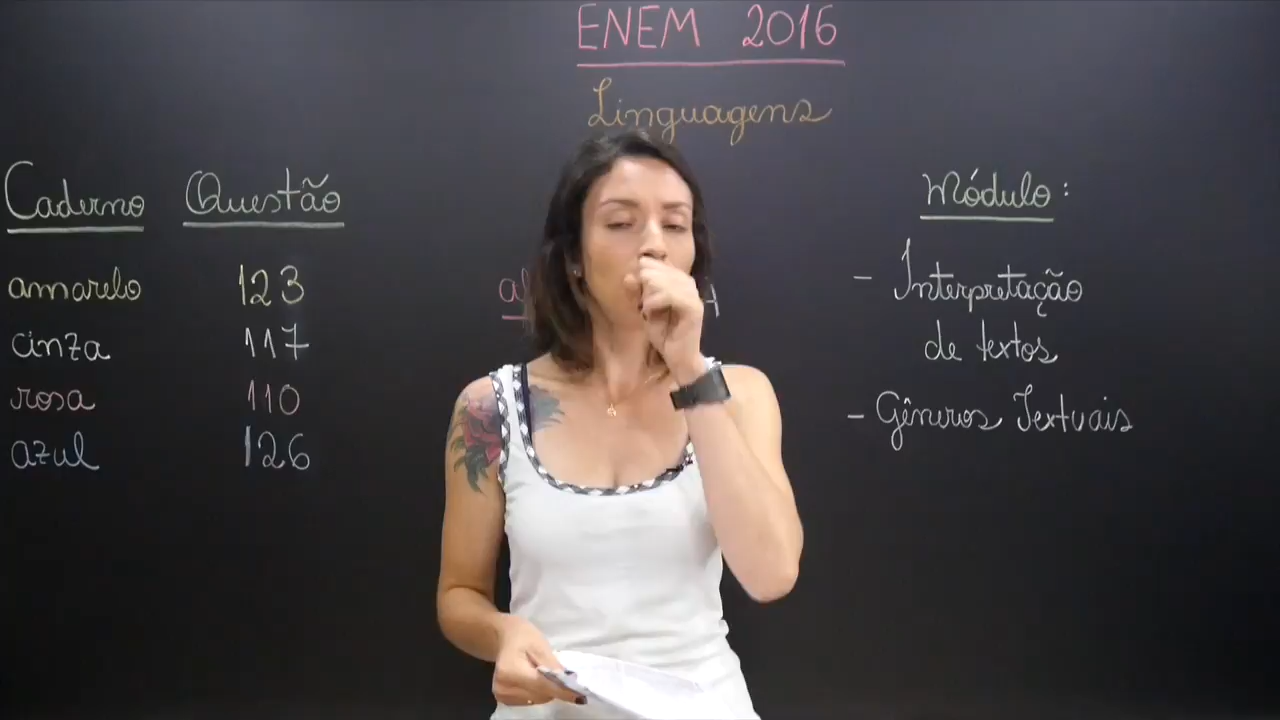 ENEM 2016
Linguagens
Caderno Questão
amarelo 123
cinza 117
rosa 110
azul 126
Módulo:
- Interpretação
de textos
- Gêneros Textuais